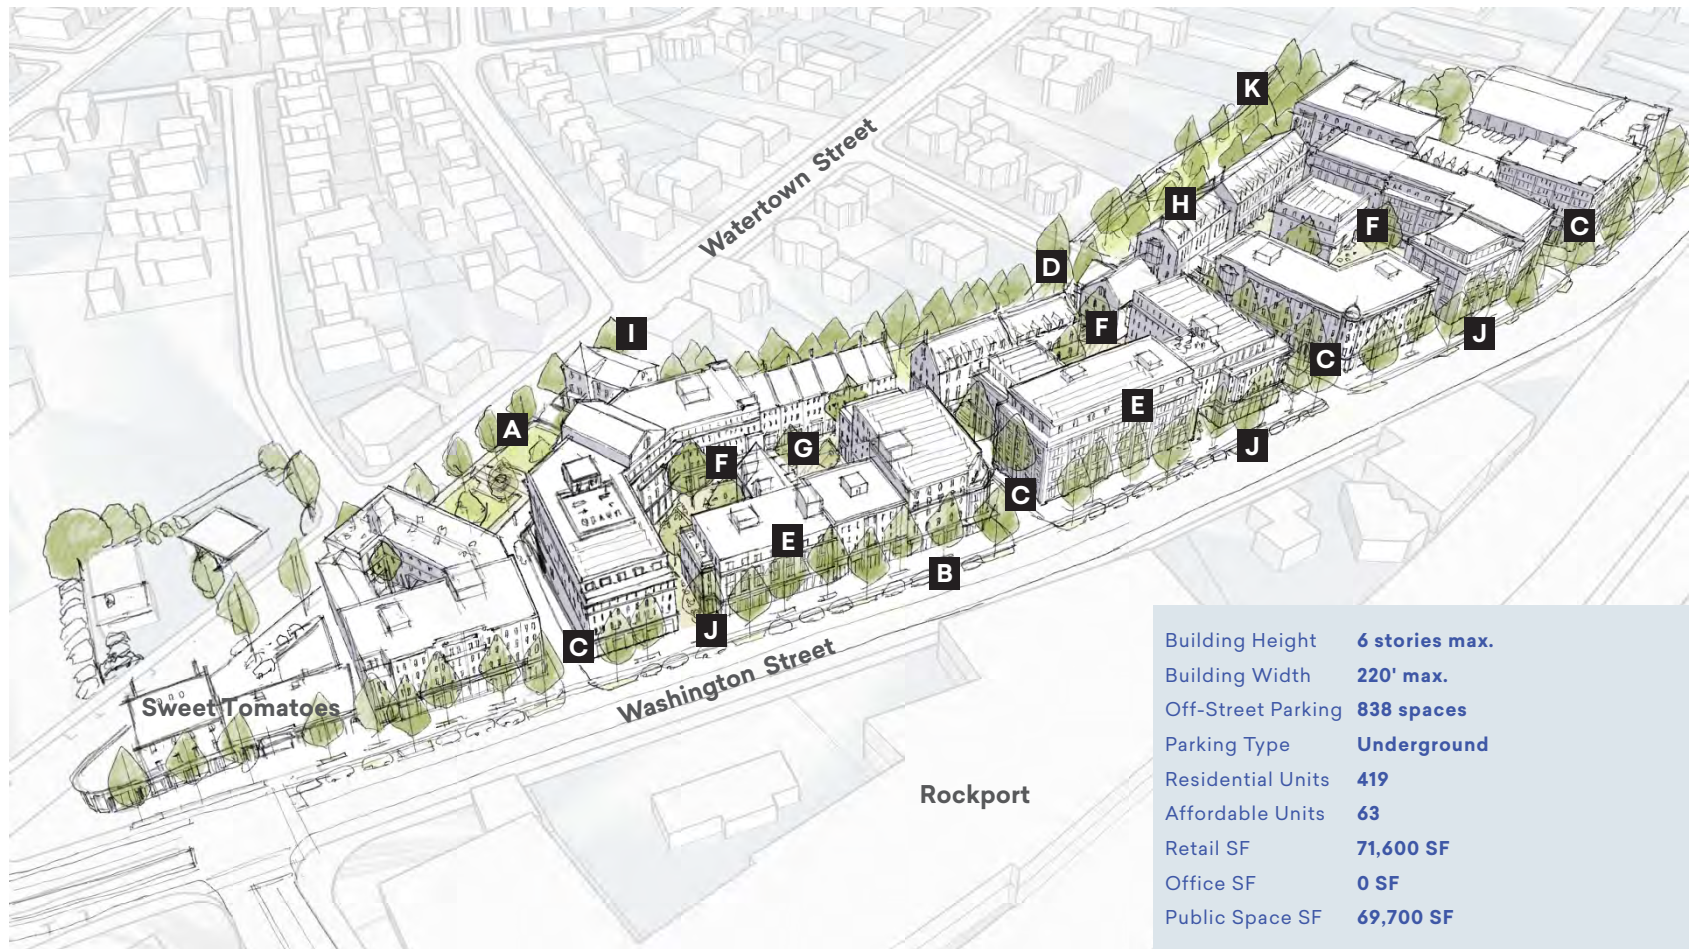 K
Watertown Street
H
F
C
D
I
F
J
C
A
E
G
F
J
C
E
B
J
C
Washington Street
Sweet Tomatoes
Rockport
Building Height 6 stories max.
Building Width 220' max.
Off-Street Parking 838 spaces
Parking Type Underground
Residential Units 419
Affordable Units 63
Retail SF 71,600 SF
Office SF 0 SF
Public Space SF 69,700 SF